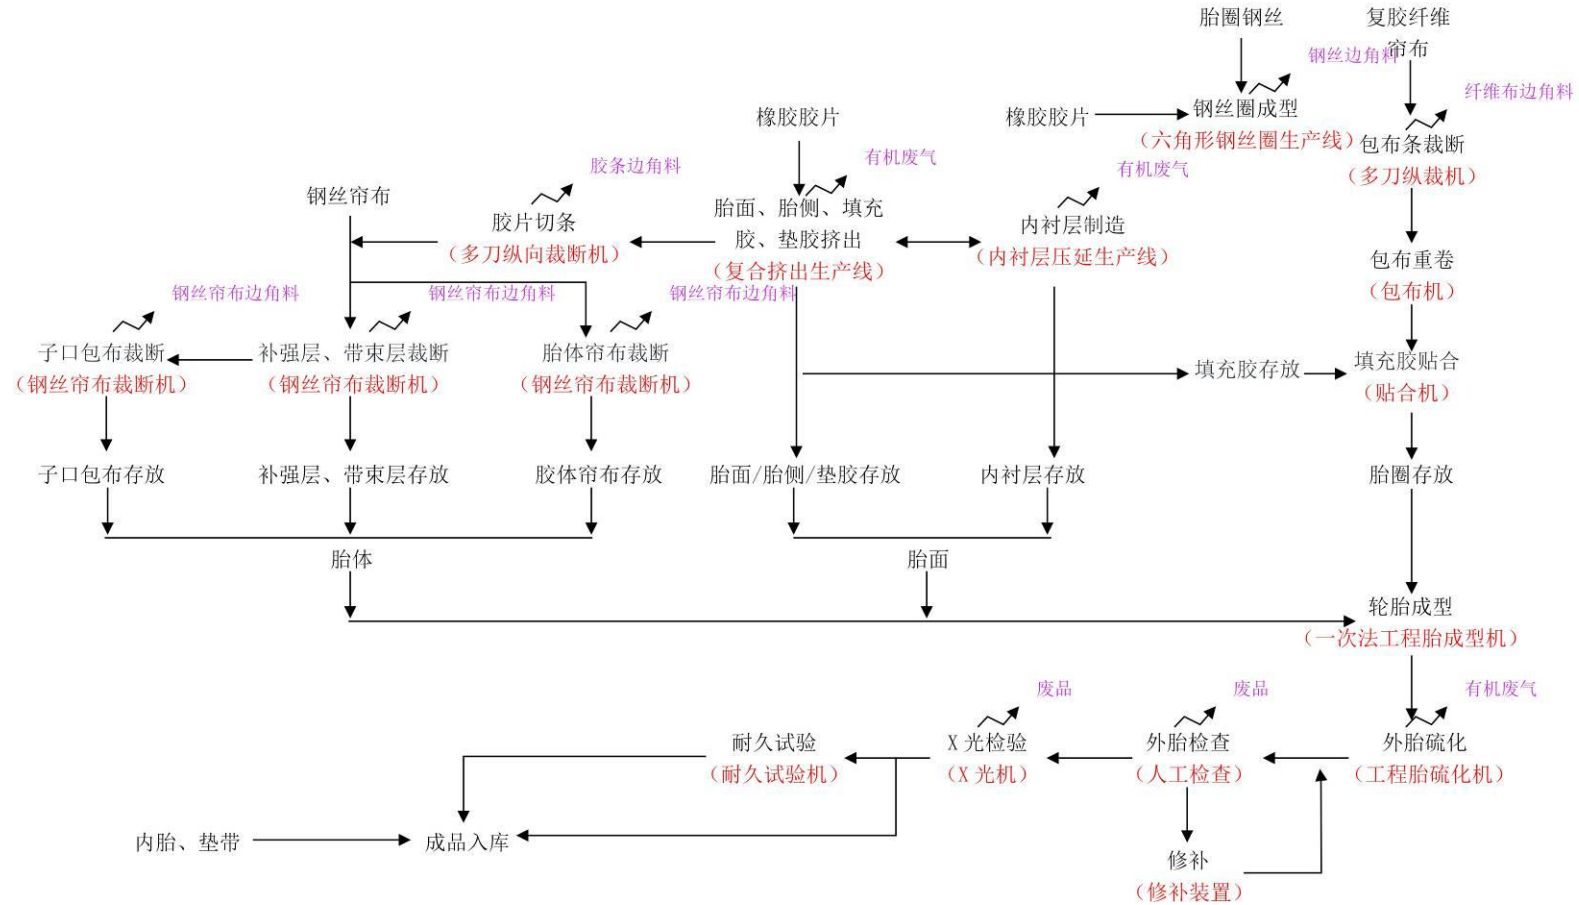 胎圈钢丝
复胶纤维
帘布
钢丝边角料
纤维布边角料
橡胶胶片
橡胶胶片
钢丝圈成型
（六角形钢丝圈生产线）
包布条裁断
（多刀纵裁机）
胶条边角料
有机废气
有机废气
钢丝帘布
胶片切条
（多刀纵向裁断机）
胎面、胎侧、填充
胶、垫胶挤出
（复合挤出生产线）
内衬层制造
（内衬层压延生产线）
包布重卷
（包布机）
钢丝帘布边角料
钢丝帘布边角料
钢丝帘布边角料
子口包布裁断
（钢丝帘布裁断机）
补强层、带束层裁断
（钢丝帘布裁断机）
胎体帘布裁断
（钢丝帘布裁断机）
填充胶存放
填充胶贴合
（贴合机）
子口包布存放
补强层、带束层存放
胶体帘布存放
胎面/胎侧/垫胶存放
内衬层存放
胎圈存放
胎体
胎面
轮胎成型
（一次法工程胎成型机）
废品
废品
有机废气
耐久试验
（耐久试验机）
X 光检验
（X 光机）
外胎检查
（人工检查）
外胎硫化
（工程胎硫化机）
内胎、垫带
成品入库
修补
（修补装置）